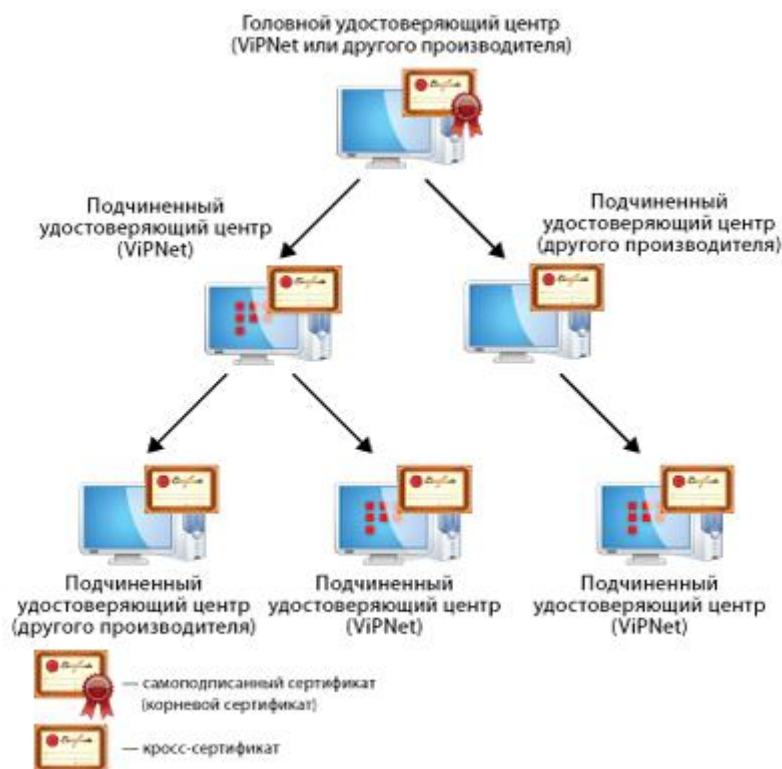 Головной удостоверяющий центр
(ViPNet или другого производителя)
Подчиненный
удостоверяющий центр
(ViPNet)
Подчиненный
удостоверяющий центр
(другого производителя)
Подчиненный
удостоверяющий центр
(другого производителя)
Подчиненный
удостоверяющий центр
(ViPNet)
Подчиненный
удостоверяющий центр
(ViPNet)
— самоподписанный сертификат
(корневой сертификат)
— кросс-сертификат